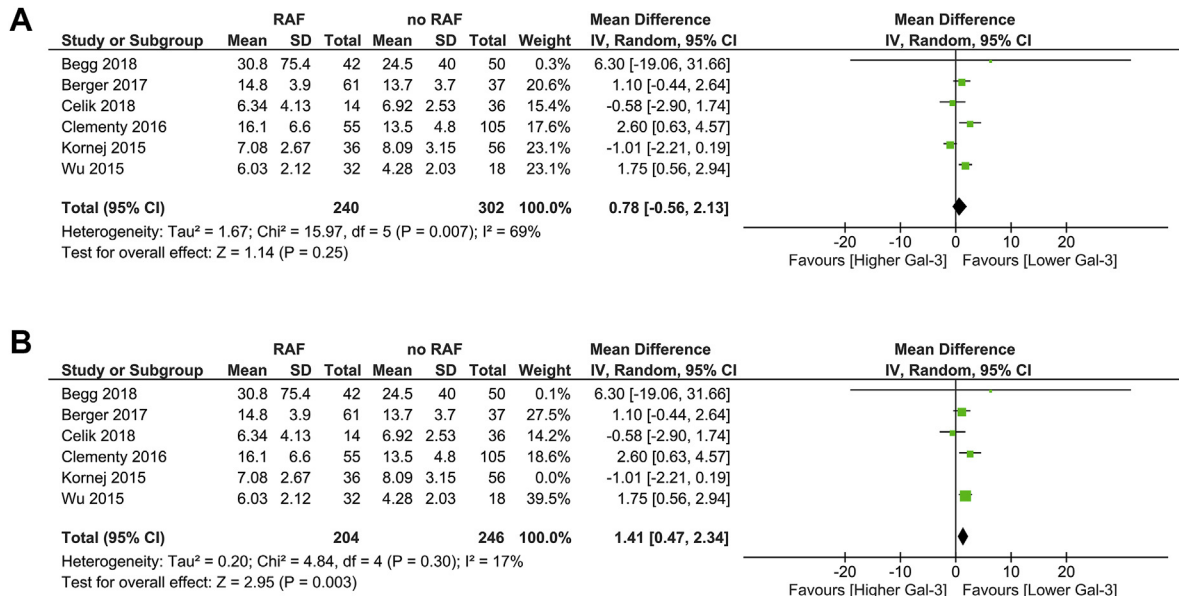 A
RAF no RAF Mean Difference Mean Difference
Study or Subgroup Mean SD Total Mean SD Total Weight IV, Random, 95% CI IV, Random, 95% CI
Begg 2018 30.8 75.4 42 24.5 40 50 0.3% 6.30 [-19.06, 31.66]
Berger 2017 14.8 3.9 61 13.7 3.7 37 20.6% 1.10 [-0.44, 2.64]
Celik 2018 6.34 4.13 14 6.92 2.53 36 15.4% -0.58 [-2.90, 1.74]
Clementy 2016 16.1 6.6 55 13.5 4.8 105 17.6% 2.60 [0.63, 4.57]
Kornej 2015 7.08 2.67 36 8.09 3.15 56 23.1% -1.01 [-2.21, 0.19]
Wu 2015 6.03 2.12 32 4.28 2.03 18 23.1% 1.75 [0.56, 2.94]
Total (95% CI) 240 302 100.0% 0.78 [-0.56, 2.13]
Heterogeneity: Tau² = 1.67; Chi² = 15.97, df = 5 (P = 0.007); I² = 69%
Test for overall effect: Z = 1.14 (P = 0.25)
-20 -10 0 10 20
Favours [Higher Gal-3] Favours [Lower Gal-3]
B
RAF no RAF Mean Difference Mean Difference
Study or Subgroup Mean SD Total Mean SD Total Weight IV, Random, 95% CI IV, Random, 95% CI
Begg 2018 30.8 75.4 42 24.5 40 50 0.1% 6.30 [-19.06, 31.66]
Berger 2017 14.8 3.9 61 13.7 3.7 37 27.5% 1.10 [-0.44, 2.64]
Celik 2018 6.34 4.13 14 6.92 2.53 36 14.2% -0.58 [-2.90, 1.74]
Clementy 2016 16.1 6.6 55 13.5 4.8 105 18.6% 2.60 [0.63, 4.57]
Kornej 2015 7.08 2.67 36 8.09 3.15 56 0.0% -1.01 [-2.21, 0.19]
Wu 2015 6.03 2.12 32 4.28 2.03 18 39.5% 1.75 [0.56, 2.94]
Total (95% CI) 204 246 100.0% 1.41 [0.47, 2.34]
Heterogeneity: Tau² = 0.20; Chi² = 4.84, df = 4 (P = 0.30); I² = 17%
Test for overall effect: Z = 2.95 (P = 0.003)
-20 -10 0 10 20
Favours [Higher Gal-3] Favours [Lower Gal-3]